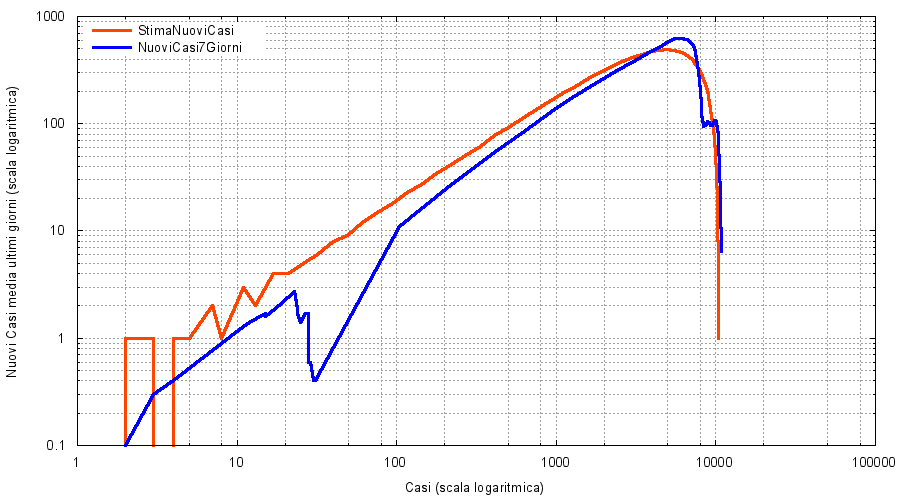 1000
100
10
1
0.1
StimaNuoviCasi
NuoviCasi7Giorni
Nuovi Casi media ultimi giorni (scala logaritmica)
1 10 100 1000 10000 100000
Casi (scala logaritmica)